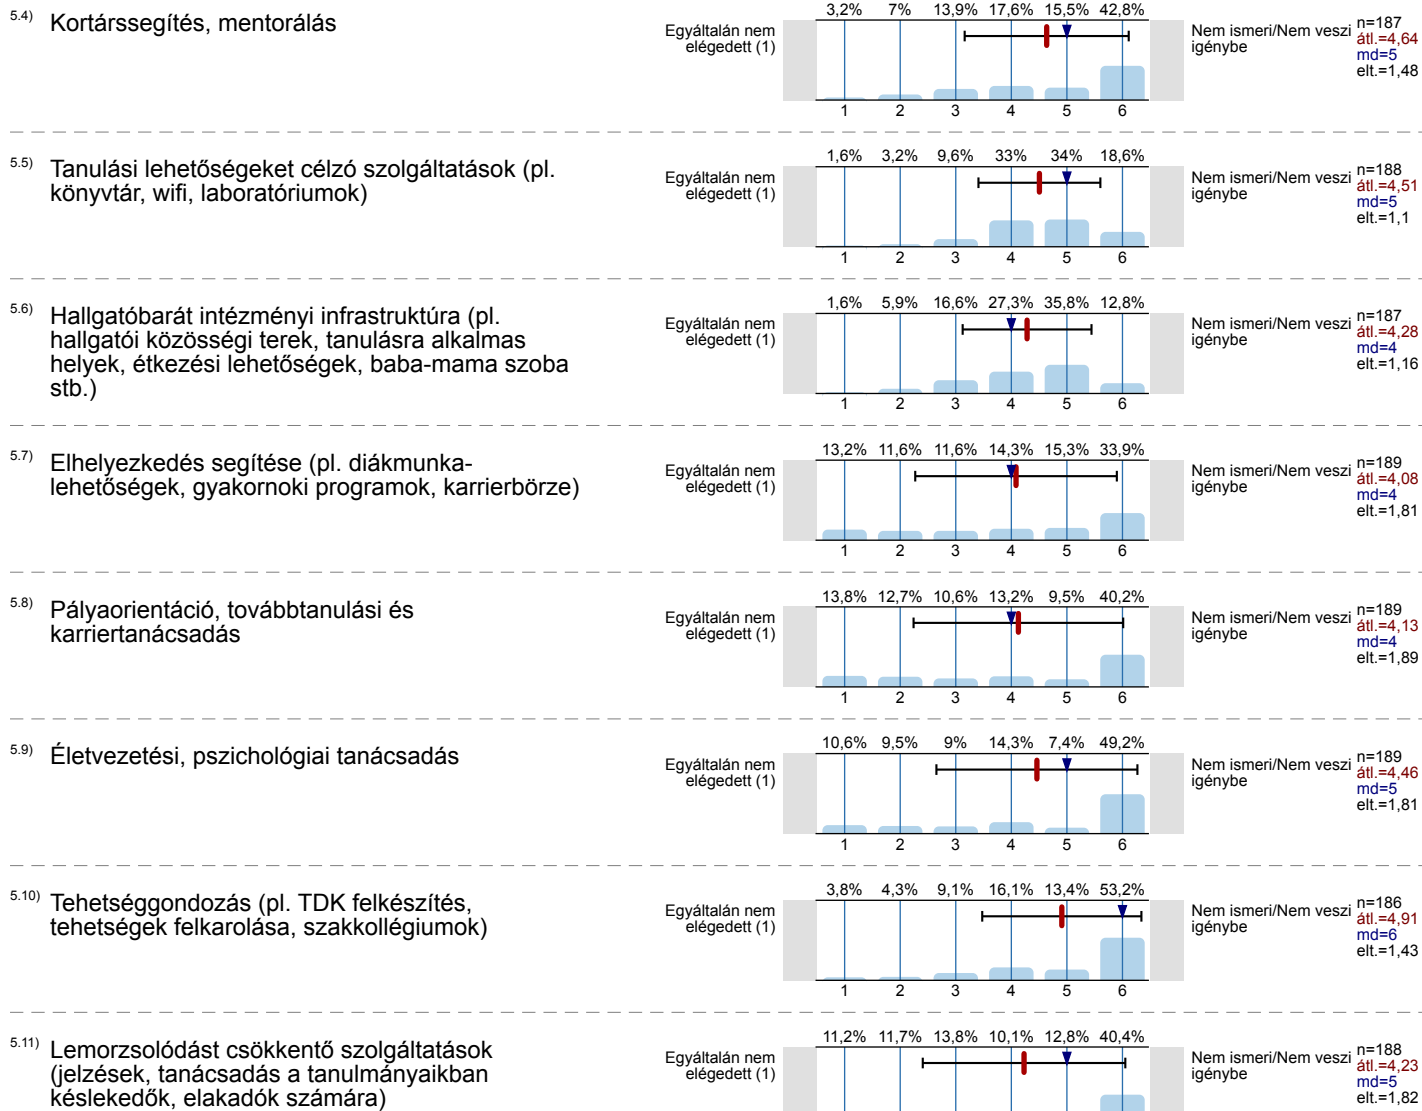 5.4) Kortárssegítés, mentorálás
Egyáltalán nem
elégedett (1)
3,2% 7% 13,9% 17,6% 15,5% 42,8%
1 2 3 4 5 6
Nem ismeri/Nem veszi
igénybe
n=187
átl.=4,64
md=5
elt.=1,48
5.5) Tanulási lehetőségeket célzó szolgáltatások (pl.
könyvtár, wifi, laboratóriumok)
Egyáltalán nem
elégedett (1)
1,6% 3,2% 9,6% 33% 34% 18,6%
1 2 3 4 5 6
Nem ismeri/Nem veszi
igénybe
n=188
átl.=4,51
md=5
elt.=1,1
5.6) Hallgatóbarát intézményi infrastruktúra (pl.
hallgatói közösségi terek, tanulásra alkalmas
helyek, étkezési lehetőségek, baba-mama szoba
stb.)
Egyáltalán nem
elégedett (1)
1,6% 5,9% 16,6% 27,3% 35,8% 12,8%
1 2 3 4 5 6
Nem ismeri/Nem veszi
igénybe
n=187
átl.=4,28
md=4
elt.=1,16
5.7) Elhelyezkedés segítése (pl. diákmunka-
lehetőségek, gyakornoki programok, karrierbörze)
Egyáltalán nem
elégedett (1)
13,2% 11,6% 11,6% 14,3% 15,3% 33,9%
1 2 3 4 5 6
Nem ismeri/Nem veszi
igénybe
n=189
átl.=4,08
md=4
elt.=1,81
5.8) Pályaorientáció, továbbtanulási és
karriertanácsadás
Egyáltalán nem
elégedett (1)
13,8% 12,7% 10,6% 13,2% 9,5% 40,2%
1 2 3 4 5 6
Nem ismeri/Nem veszi
igénybe
n=189
átl.=4,13
md=4
elt.=1,89
5.9) Életvezetési, pszichológiai tanácsadás
Egyáltalán nem
elégedett (1)
10,6% 9,5% 9% 14,3% 7,4% 49,2%
1 2 3 4 5 6
Nem ismeri/Nem veszi
igénybe
n=189
átl.=4,46
md=5
elt.=1,81
5.10) Tehetséggondozás (pl. TDK felkészítés,
tehetségek felkarolása, szakkollégiumok)
Egyáltalán nem
elégedett (1)
3,8% 4,3% 9,1% 16,1% 13,4% 53,2%
1 2 3 4 5 6
Nem ismeri/Nem veszi
igénybe
n=186
átl.=4,91
md=6
elt.=1,43
5.11) Lemorzsolódást csökkentő szolgáltatások
(jelzések, tanácsadás a tanulmányaikban
késlekedők, elakadók számára)
Egyáltalán nem
elégedett (1)
11,2% 11,7% 13,8% 10,1% 12,8% 40,4%
Nem ismeri/Nem veszi
igénybe
n=188
átl.=4,23
md=5
elt.=1,82